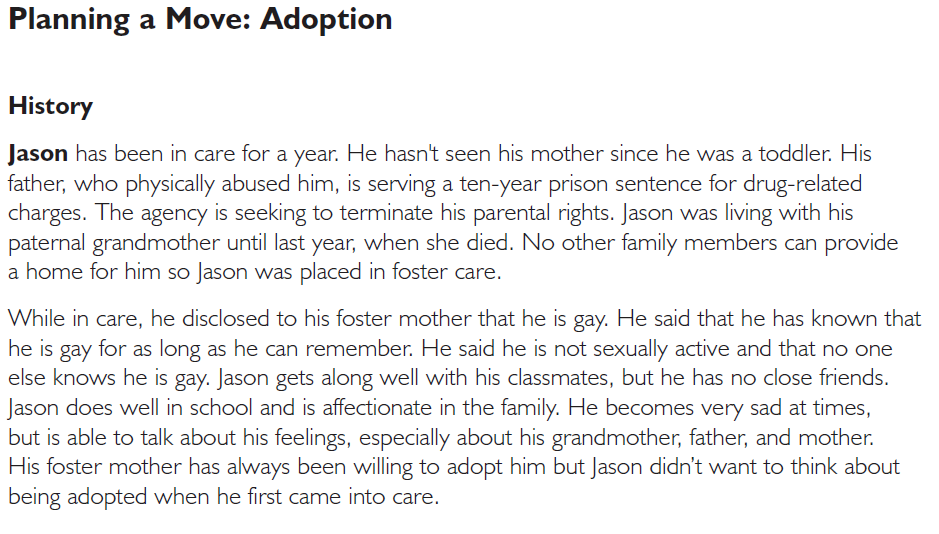 Planning a Move: Adoption
History
Jason has been in care for a year. He hasn't seen his mother since he was a toddler. His
father, who physically abused him, is serving a ten-year prison sentence for drug-related
charges. The agency is seeking to terminate his parental rights. Jason was living with his
paternal grandmother until last year, when she died. No other family members can provide
a home for him so Jason was placed in foster care.
While in care, he disclosed to his foster mother that he is gay. He said that he has known that
he is gay for as long as he can remember. He said he is not sexually active and that no one
else knows he is gay. Jason gets along well with his classmates, but he has no close friends.
Jason does well in school and is affectionate in the family. He becomes very sad at times,
but is able to talk about his feelings, especially about his grandmother, father, and mother.
His foster mother has always been willing to adopt him but Jason didn’t want to think about
being adopted when he first came into care.